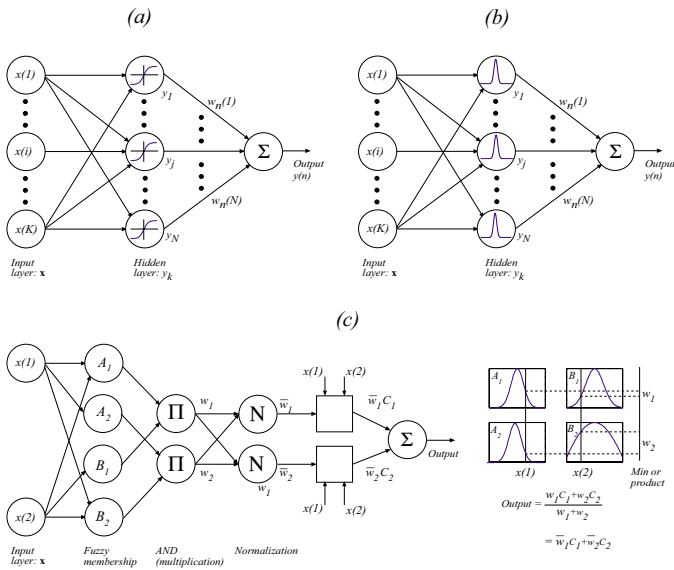 (a)
x(1)
x(i)
x(K)
y1
yj
yN
wn(1)
wn(N)
Σ
Output
y(n)
Input
layer: x
Hidden
layer: yk
(b)
x(1)
x(i)
x(K)
y1
yj
yN
wn(1)
wn(N)
Σ
Output
y(n)
Input
layer: x
Hidden
layer: yk
(c)
x(1)
x(2)
A1
A2
B1
B2
Π
Π
w1
w2
N
N
w̅1
w̅2
w1
x(1) x(2)
x(1) x(2)
w̅1C1
w̅2C2
Σ
Output
Input
layer: x
Fuzzy
membership
AND
(multiplication)
Normalization
A1
B1
A2
B2
w1
w2
x(1)
x(2)
Min or
product
Output = w1C1+w2C2
w1+w2
= w̅1C1+w̅2C2